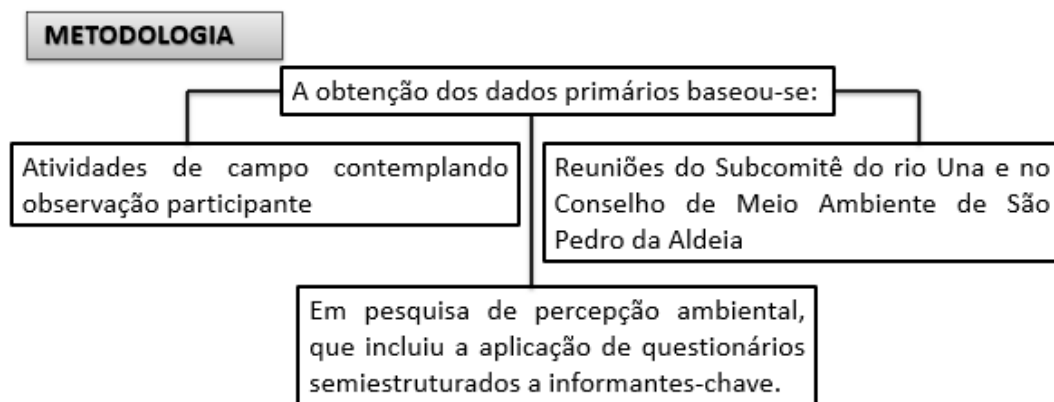 METODOLOGIA
A obtenção dos dados primários baseou-se:
Atividades de campo contemplando
observação participante
Reuniões do Subcomitê do rio Una e no
Conselho de Meio Ambiente de São
Pedro da Aldeia
Em pesquisa de percepção ambiental,
que incluiu a aplicação de questionários
semiestruturados a informantes-chave.